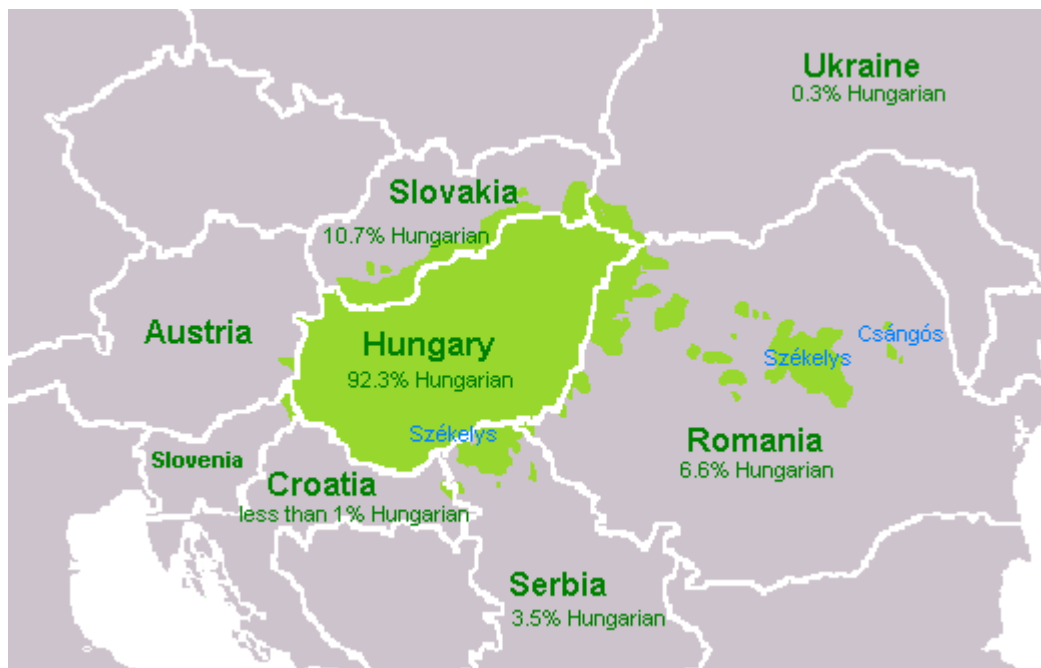 Ukraine
0.3% Hungarian
Slovakia
10.7% Hungarian
Austria
Hungary
92.3% Hungarian
Csángós
Székelys
Székelys
Romania
6.6% Hungarian
Slovenia
Croatia
less than 1% Hungarian
Serbia
3.5% Hungarian